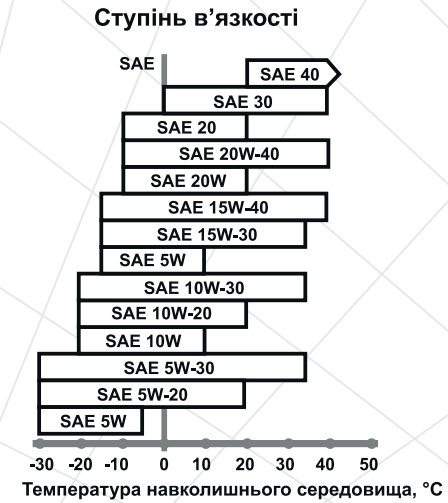 Ступінь в’язкості
SAE
SAE 40
SAE 30
SAE 20
SAE 20W-40
SAE 20W
SAE 15W-40
SAE 15W-30
SAE 5W
SAE 10W-30
SAE 10W-20
SAE 10W
SAE 5W-30
SAE 5W-20
SAE 5W
-30 -20 -10 0 10 20 30 40 50
Температура навколишнього середовища, °С